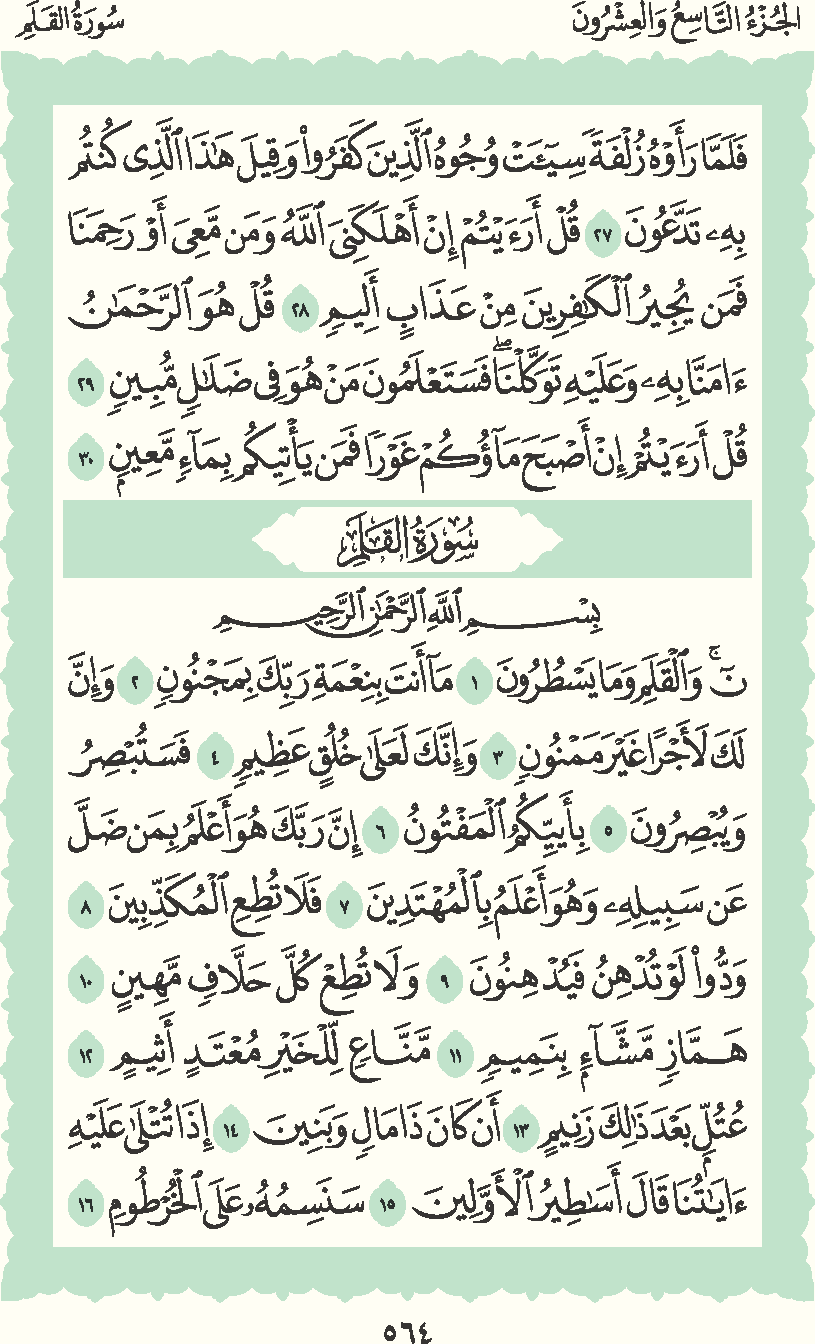 الجُزْءُ التَّاسِعُ وَالْعِشْرُونَ سُورَةُ القَلَمِ
فَلَمَّا رَأَوْهُ زُلْفَةً سِيٓـَٔتْ وُجُوهُ ٱلَّذِينَ كَفَرُوا۟ وَقِيلَ هَٰذَا ٱلَّذِى كُنتُم
بِهِۦ تَدَّعُونَ ٢٧ قُلْ أَرَءَيْتُمْ إِنْ أَهْلَكَنِىَ ٱللَّهُ وَمَن مَّعِىَ أَوْ رَحِمَنَا
فَمَن يُجِيرُ ٱلْكَٰفِرِينَ مِنْ عَذَابٍ أَلِيمٍ ٢٨ قُلْ هُوَ ٱلرَّحْمَٰنُ
ءَامَنَّا بِهِۦ وَعَلَيْهِ تَوَكَّلْنَا ۖ فَسَتَعْلَمُونَ مَنْ هُوَ فِى ضَلَٰلٍ مُّبِينٍ ٢٩
قُلْ أَرَءَيْتُمْ إِنْ أَصْبَحَ مَآؤُكُمْ غَوْرًا فَمَن يَأْتِيكُم بِمَآءٍ مَّعِينٍۭ ٣٠
سُورَةُ القَلَمِ
بِسْمِ ٱللَّهِ ٱلرَّحْمَٰنِ ٱلرَّحِيمِ
نٓ ۚ وَٱلْقَلَمِ وَمَا يَسْطُرُونَ ١ مَآ أَنتَ بِنِعْمَةِ رَبِّكَ بِمَجْنُونٍ ٢ وَإِنَّ
لَكَ لَأَجْرًا غَيْرَ مَمْنُونٍ ٣ وَإِنَّكَ لَعَلَىٰ خُلُقٍ عَظِيمٍ ٤ فَسَتُبْصِرُ
وَيُبْصِرُونَ ٥ بِأَييِّكُمُ ٱلْمَفْتُونُ ٦ إِنَّ رَبَّكَ هُوَ أَعْلَمُ بِمَن ضَلَّ
عَن سَبِيلِهِۦ وَهُوَ أَعْلَمُ بِٱلْمُهْتَدِينَ ٧ فَلَا تُطِعِ ٱلْمُكَذِّبِينَ ٨
وَدُّوا۟ لَوْ تُدْهِنُ فَيُدْهِنُونَ ٩ وَلَا تُطِعْ كُلَّ حَلَّافٍ مَّهِينٍ ١٠
هَمَّازٍ مَّشَّآءٍۭ بِنَمِيمٍ ١١ مَّنَّاعٍ لِّلْخَيْرِ مُعْتَدٍ أَثِيمٍ ١٢
عُتُلٍّۭ بَعْدَ ذَٰلِكَ زَنِيمٍ ١٣ أَن كَانَ ذَا مَالٍ وَبَنِينَ ١٤ إِذَا تُتْلَىٰ عَلَيْهِ
ءَايَٰتُنَا قَالَ أَسَٰطِيرُ ٱلْأَوَّلِينَ ١٥ سَنَسِمُهُۥ عَلَى ٱلْخُرْطُومِ ١٦
٥٦٤